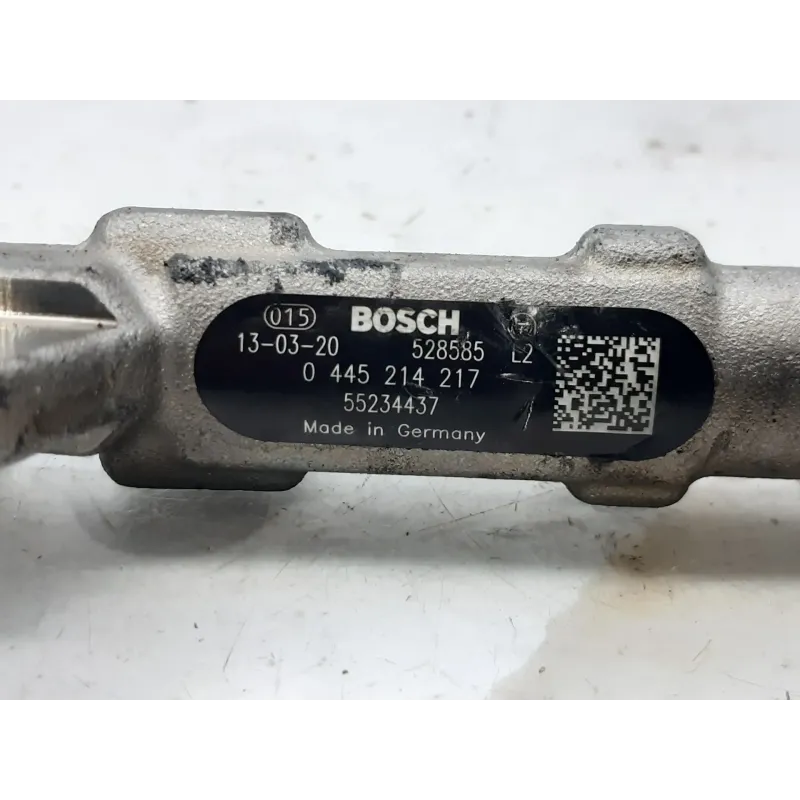 015 BOSCH
13-03-20 528585 L2
0 445 214 217
55234437
Made in Germany